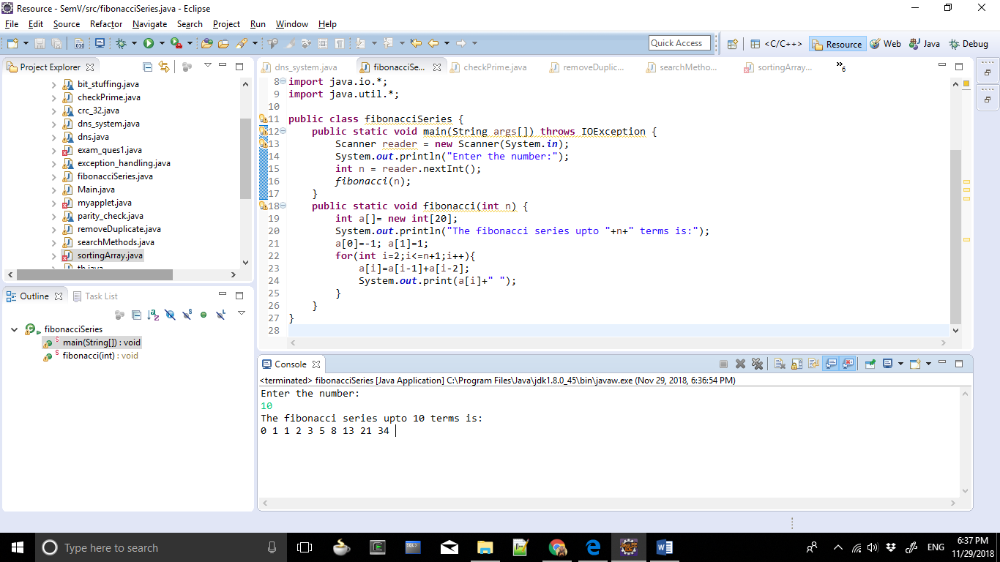 Resource - SemV/src/fibonacciSeries.java - Eclipse
File Edit Source Refactor Navigate Search Project Run Window Help
Quick Access
<C/C++> Resource Web Java Debug
Project Explorer
bit_stuffing.java
checkPrime.java
crc_32.java
dns_system.java
dns.java
exam_ques1.java
exception_handling.java
fibonacciSeries.java
Main.java
myapplet.java
parity_check.java
removeDuplicate.java
searchMethods.java
sortingArray.java
th.java
Outline Task List
fibonacciSeries
main(String[]) : void
fibonacci(int) : void
dns_system.java fibonacciSe... checkPrime.java removeDuplic... searchMetho... sortingArray... »6
8 import java.io.*;
9 import java.util.*;
10
11 public class fibonacciSeries {
12 public static void main(String args[]) throws IOException {
13 Scanner reader = new Scanner(System.in);
14 System.out.println("Enter the number:");
15 int n = reader.nextInt();
16 fibonacci(n);
17 }
18 public static void fibonacci(int n) {
19 int a[]= new int[20];
20 System.out.println("The fibonacci series upto "+n+" terms is:");
21 a[0]=-1; a[1]=1;
22 for(int i=2;i<=n+1;i++){
23 a[i]=a[i-1]+a[i-2];
24 System.out.print(a[i]+" ");
25 }
26 }
27 }
28
Console
<terminated> fibonacciSeries [Java Application] C:\Program Files\Java\jdk1.8.0_45\bin\javaw.exe (Nov 29, 2018, 6:36:54 PM)
Enter the number:
10
The fibonacci series upto 10 terms is:
0 1 1 2 3 5 8 13 21 34
Type here to search
ENG
6:37 PM
11/29/2018